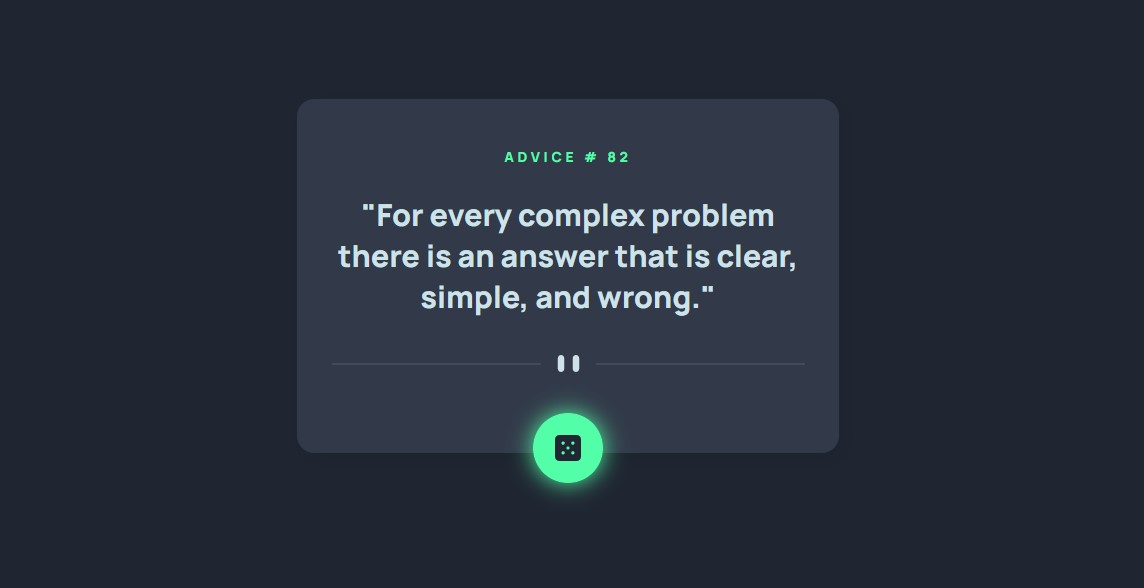 ADVICE # 82
"For every complex problem
there is an answer that is clear,
simple, and wrong."